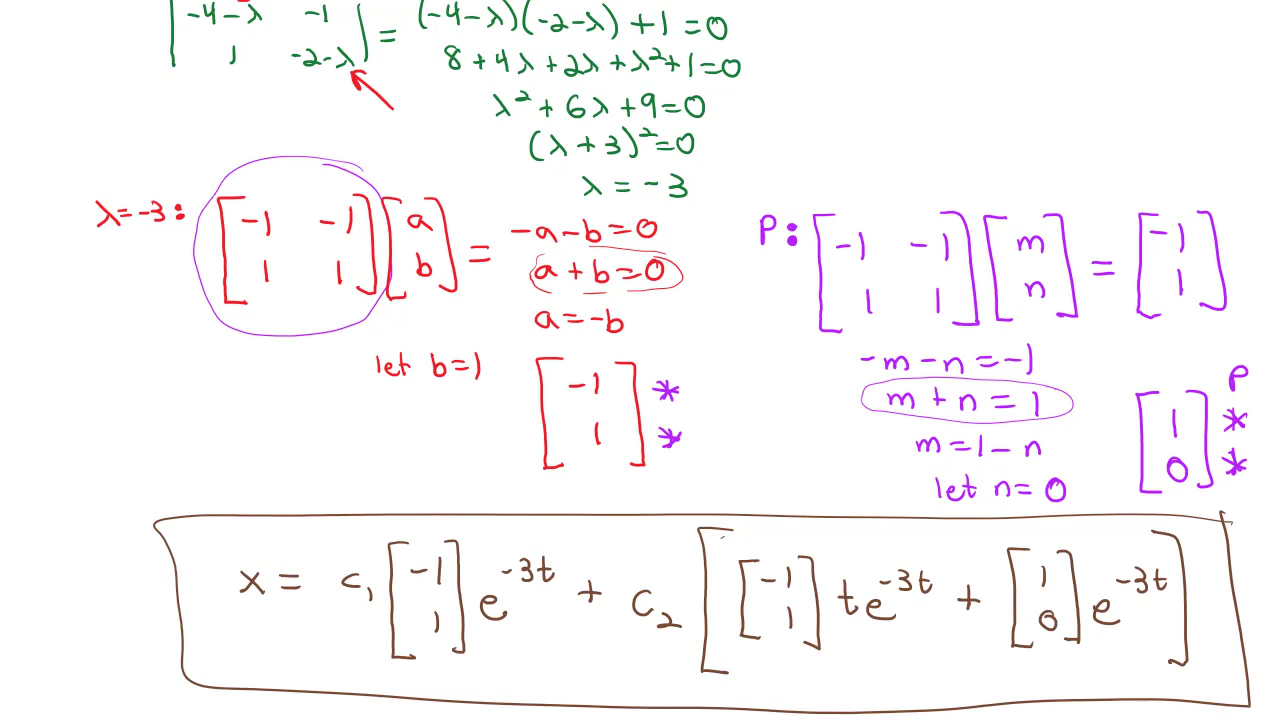 |-4-λ -1| = (-4-λ)(-2-λ) + 1 = 0
|1 -2-λ| 8 + 4λ + 2λ + λ² + 1 = 0
λ² + 6λ + 9 = 0
(λ + 3)² = 0
λ = -3
λ = -3: [-1 -1; 1 1] [a; b] =
-a - b = 0
a + b = 0
a = -b
let b = 1
[-1; 1] * *
P: [-1 -1; 1 1] [m; n] = [-1; 1]
-m - n = -1
m + n = 1
m = 1 - n
let n = 0
P
[1; 0] * *
x = c₁ [-1; 1] e^-3t + c₂ [ [-1; 1] te^-3t + [1; 0] e^-3t ]